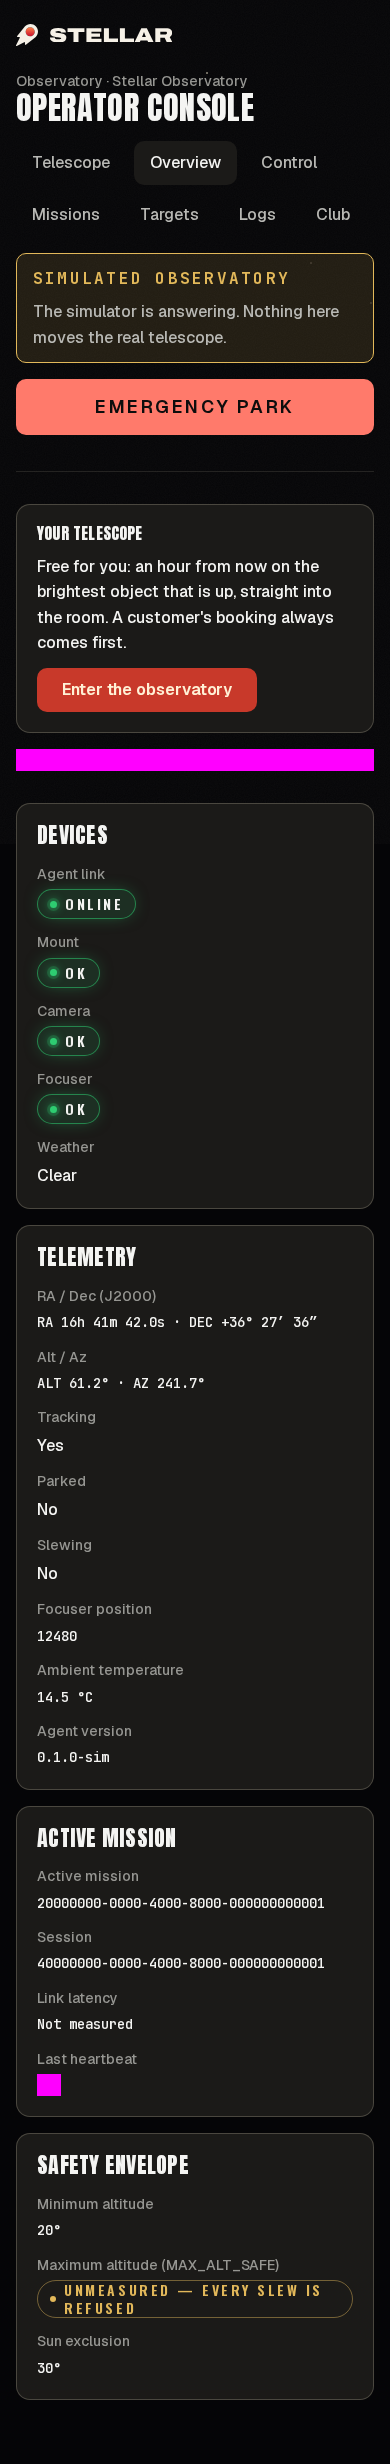 STELLAR
Observatory · Stellar Observatory
OPERATOR CONSOLE
Telescope
Overview
Control
Missions
Targets
Logs
Club
SIMULATED OBSERVATORY
The simulator is answering. Nothing here
moves the real telescope.
EMERGENCY PARK
YOUR TELESCOPE
Free for you: an hour from now on the
brightest object that is up, straight into
the room. A customer's booking always
comes first.
Enter the observatory
DEVICES
Agent link
ONLINE
Mount
OK
Camera
OK
Focuser
OK
Weather
Clear
TELEMETRY
RA / Dec (J2000)
RA 16h 41m 42.0s · DEC +36° 27′ 36″
Alt / Az
ALT 61.2° · AZ 241.7°
Tracking
Yes
Parked
No
Slewing
No
Focuser position
12480
Ambient temperature
14.5 °C
Agent version
0.1.0-sim
ACTIVE MISSION
Active mission
20000000-0000-4000-8000-000000000001
Session
40000000-0000-4000-8000-000000000001
Link latency
Not measured
Last heartbeat
SAFETY ENVELOPE
Minimum altitude
20°
Maximum altitude (MAX_ALT_SAFE)
UNMEASURED — EVERY SLEW IS
REFUSED
Sun exclusion
30°